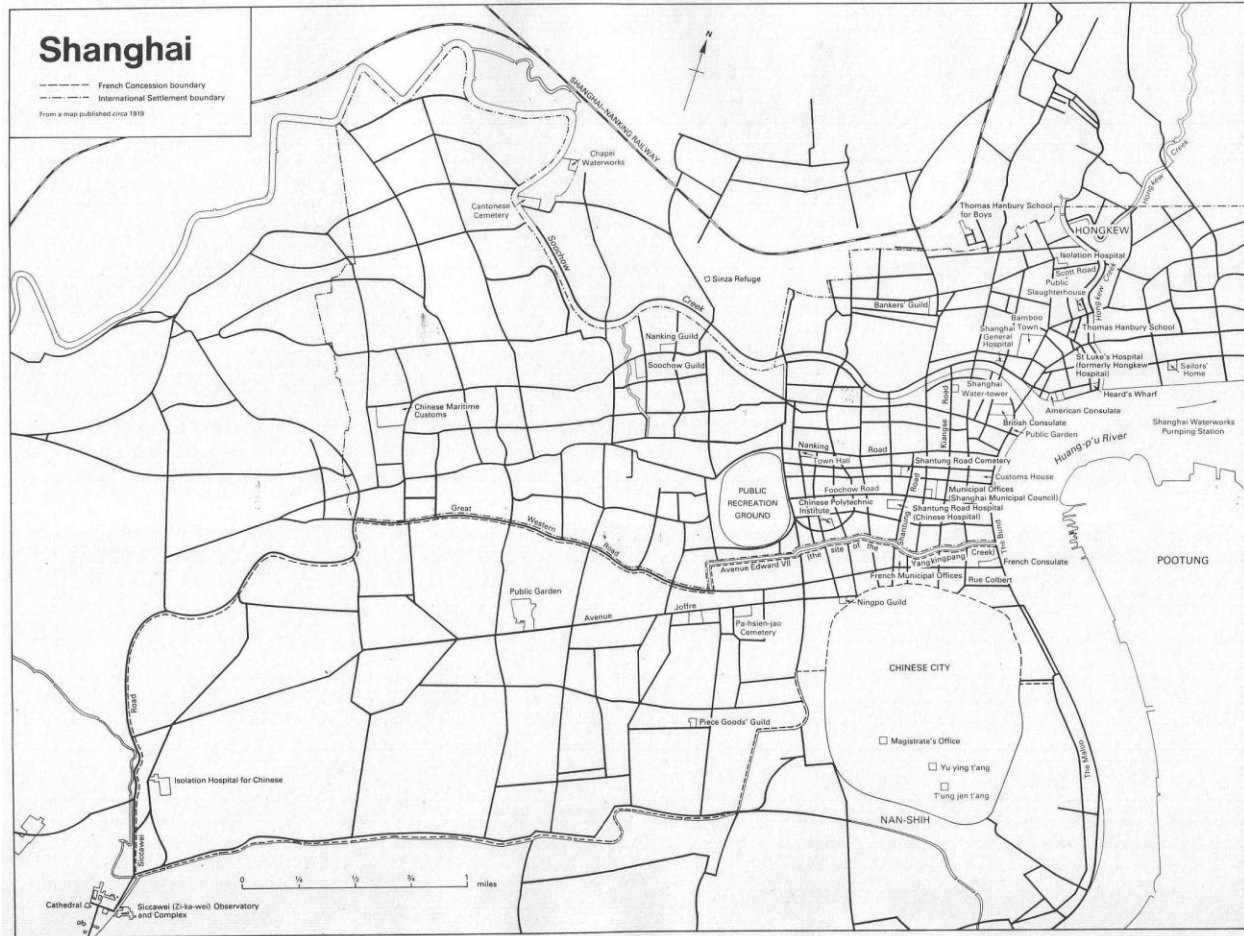 Shanghai
French Concession boundary
International Settlement boundary
From a map published circa 1919
N
SHANGHAI–NANKING RAILWAY
Chapei
Waterworks
Cantonese
Cemetery
Soochow
Creek
Sinza Refuge
Thomas Hanbury School
for Boys
Hongkew
Creek
HONGKEW
Isolation Hospital
Scott Road
Public
Slaughterhouse
Hongkew Creek
Bankers' Guild
Bamboo
Town
Shanghai
General
Hospital
Thomas Hanbury School
St Luke's Hospital
(formerly Hongkew
Hospital)
Sailors'
Home
Heard's Wharf
Nanking Guild
Soochow Guild
Chinese Maritime
Customs
Shanghai
Water-tower
Kiangse Road
American Consulate
British Consulate
Public Garden
Shanghai Waterworks
Pumping Station
Huang-p'u River
Nanking
Road
Town Hall
Shantung Road Cemetery
Customs House
Foochow Road
Municipal Offices
(Shanghai Municipal Council)
Chinese Polytechnic
Institute
Shantung Road
Shantung Road Hospital
(Chinese Hospital)
PUBLIC
RECREATION
GROUND
Great
Western
Road
Avenue Edward VII
(the site of the
Yangkingpang
Creek)
The Bund
French Consulate
French Municipal Offices
Rue Colbert
POOTUNG
Public Garden
Avenue
Joffre
Pa-hsien-jao
Cemetery
Ningpo Guild
CHINESE CITY
Piece Goods' Guild
Magistrate's Office
Yu ying t'ang
T'ung jen t'ang
The Maloo
NAN-SHIH
Road
Isolation Hospital for Chinese
Siccawei
Cathedral
Siccawei (Zi-ka-wei) Observatory
and Complex
0 ¼ ½ ¾ 1
miles